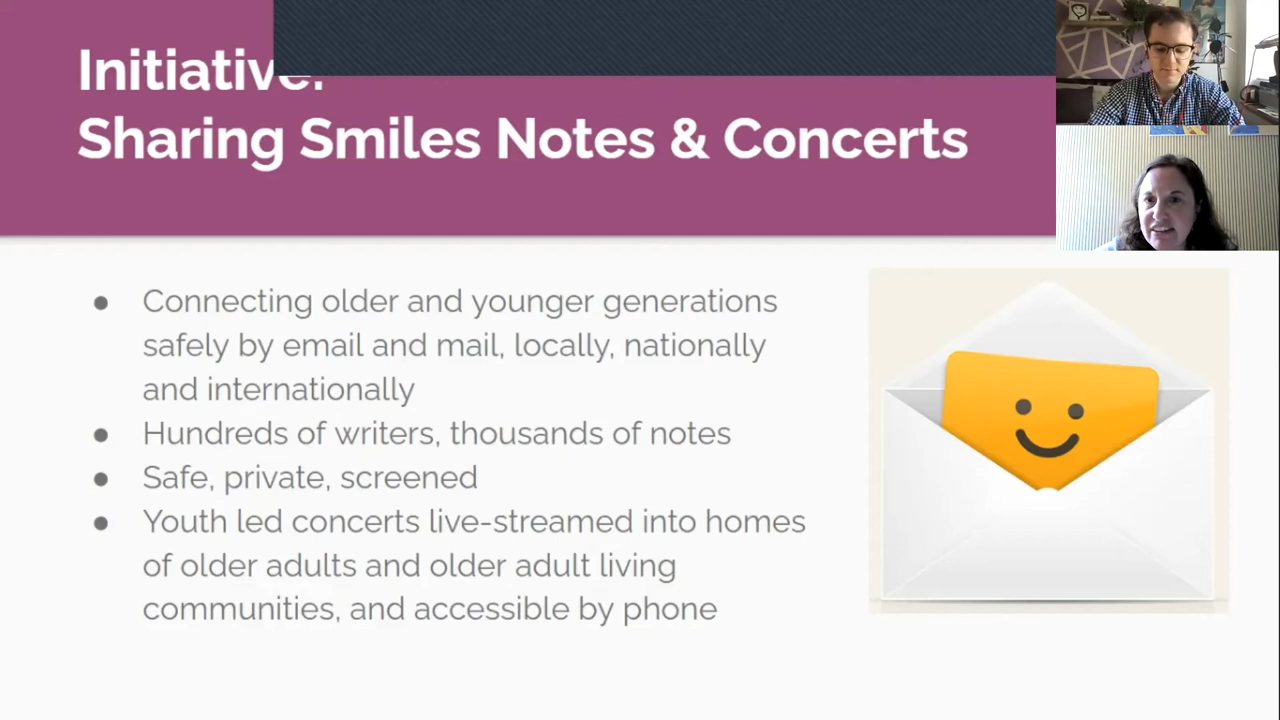 Initiative:
Sharing Smiles Notes & Concerts
● Connecting older and younger generations
safely by email and mail, locally, nationally
and internationally
● Hundreds of writers, thousands of notes
● Safe, private, screened
● Youth led concerts live-streamed into homes
of older adults and older adult living
communities, and accessible by phone